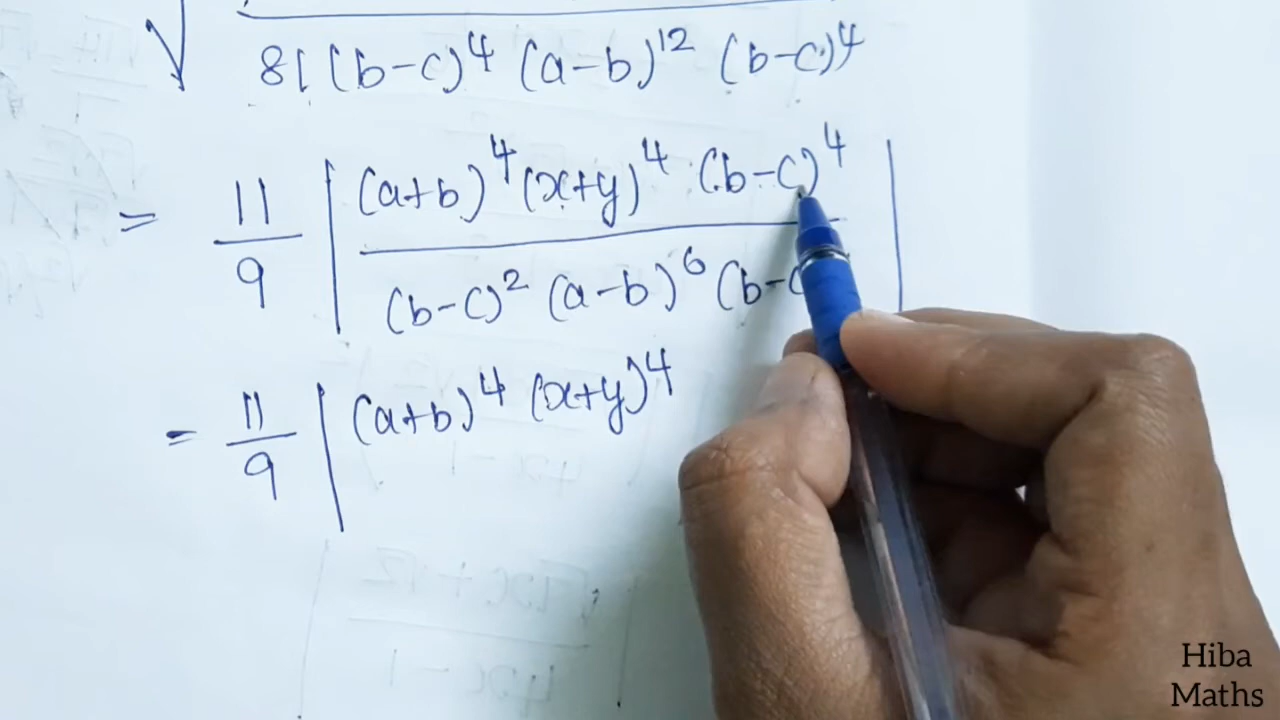 √ 81 (b-c)⁴ (a-b)¹² (b-c)⁴
= 11/9 | (a+b)⁴ (x+y)⁴ (b-c)⁴ / (b-c)² (a-b)⁶ (b-c |
= 11/9 | (a+b)⁴ (x+y)⁴
Hiba
Maths